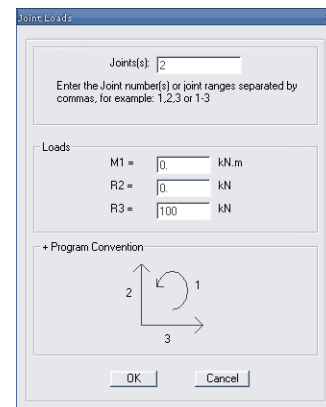 Joint Loads
Joints(s): 2
Enter the Joint number(s) or joint ranges separated by
commas, for example: 1,2,3 or 1-3
Loads
M1 = 0. kN.m
R2 = 0. kN
R3 = 100 kN
+ Program Convention
2 1
3
OK Cancel